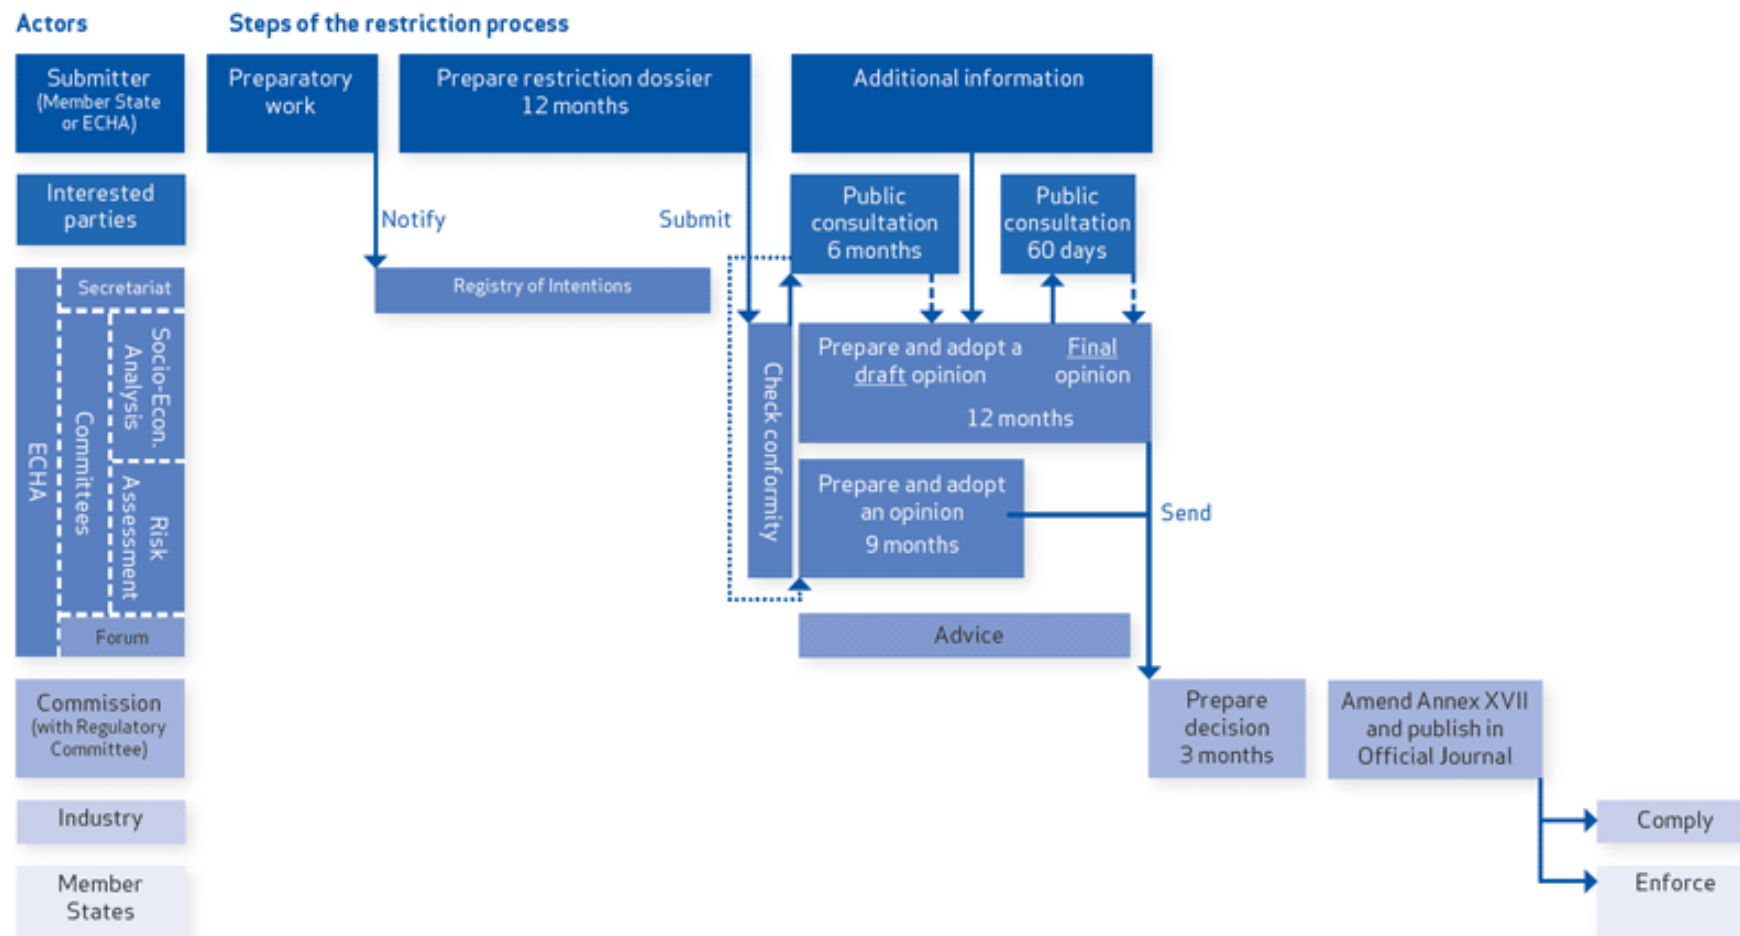 Actors
Steps of the restriction process
Submitter
(Member State
or ECHA)
Preparatory
work
Prepare restriction dossier
12 months
Additional information
Interested
parties
Notify
Submit
Public
consultation
6 months
Public
consultation
60 days
Secretariat
Registry of Intentions
ECHA
Committees
Socio-Econ.
Analysis
Risk
Assessment
Forum
Check conformity
Prepare and adopt a
draft opinion
Final
opinion
12 months
Prepare and adopt
an opinion
9 months
Send
Advice
Commission
(with Regulatory
Committee)
Prepare
decision
3 months
Amend Annex XVII
and publish in
Official Journal
Industry
Comply
Member
States
Enforce